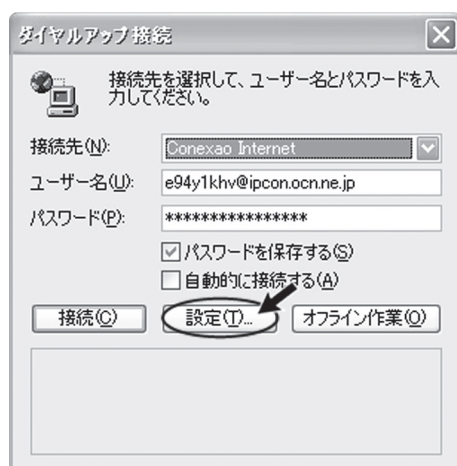 ダイヤルアップ接続
接続先を選択して、ユーザー名とパスワードを入
力してください。
接続先(N): Conexao Internet
ユーザー名(U): e94y1khv@ipcon.ocn.ne.jp
パスワード(P): ****************
パスワードを保存する(S)
自動的に接続する(A)
接続(C) 設定(T)... オフライン作業(O)